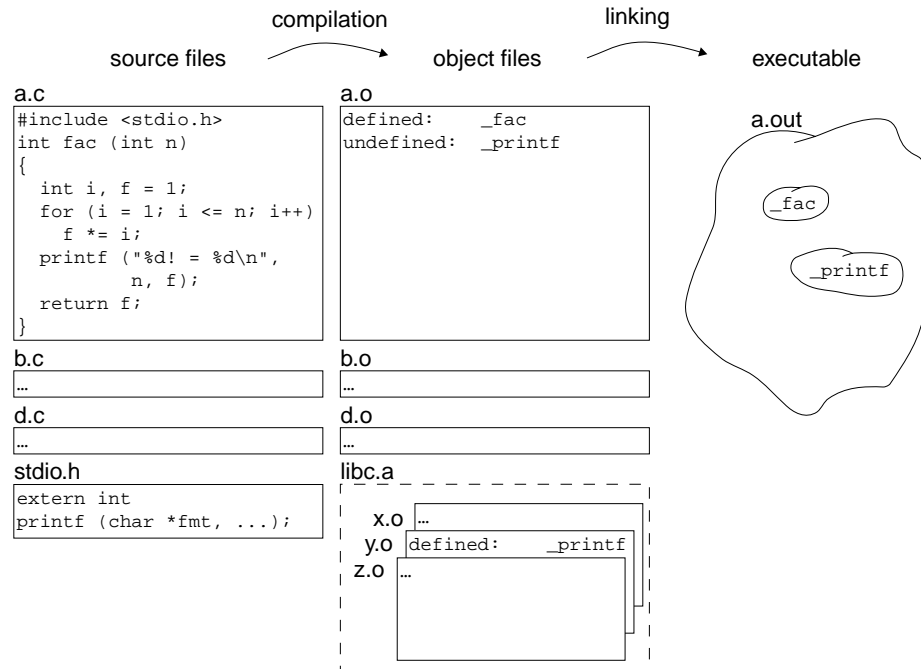 compilation
linking
source files
object files
executable
a.c
#include <stdio.h>
int fac (int n)
{
  int i, f = 1;
  for (i = 1; i <= n; i++)
    f *= i;
  printf ("%d! = %d\n",
          n, f);
  return f;
}
b.c
…
d.c
…
stdio.h
extern int
printf (char *fmt, ...);
a.o
defined:    _fac
undefined:  _printf
b.o
…
d.o
…
libc.a
x.o
…
y.o
defined:    _printf
z.o
…
a.out
_fac
_printf